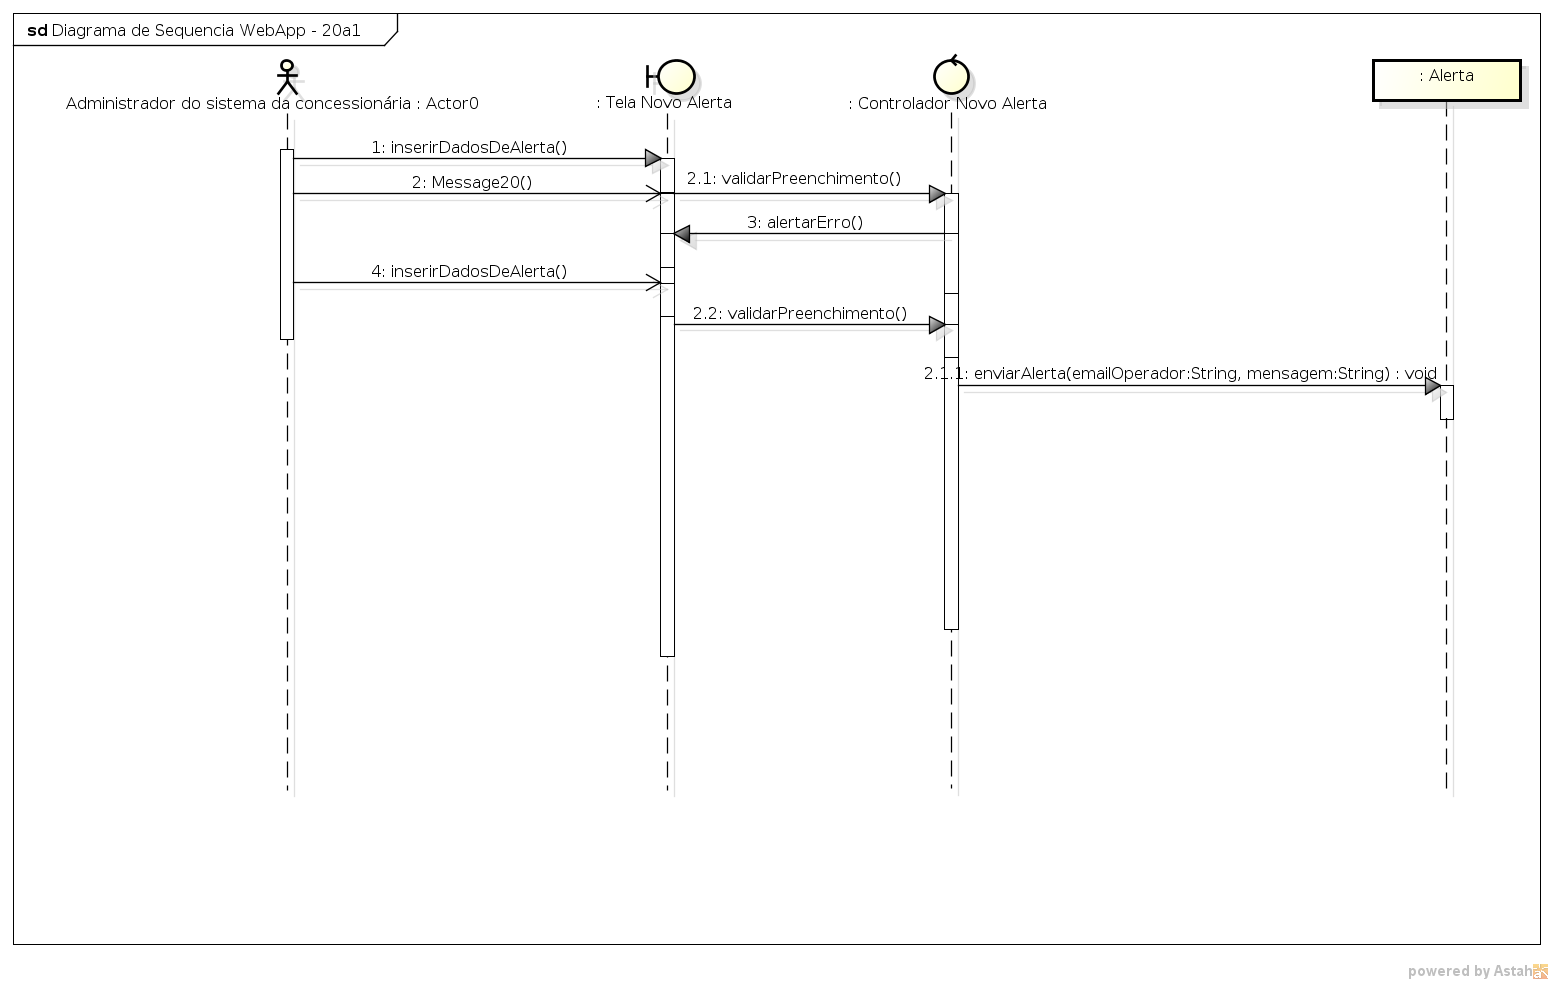 sd Diagrama de Sequencia WebApp - 20a1
Administrador do sistema da concessionária : Actor0
: Tela Novo Alerta
: Controlador Novo Alerta
: Alerta
1: inserirDadosDeAlerta()
2: Message20()
2.1: validarPreenchimento()
3: alertarErro()
4: inserirDadosDeAlerta()
2.2: validarPreenchimento()
2.1.1: enviarAlerta(emailOperador:String, mensagem:String) : void
powered by Astah